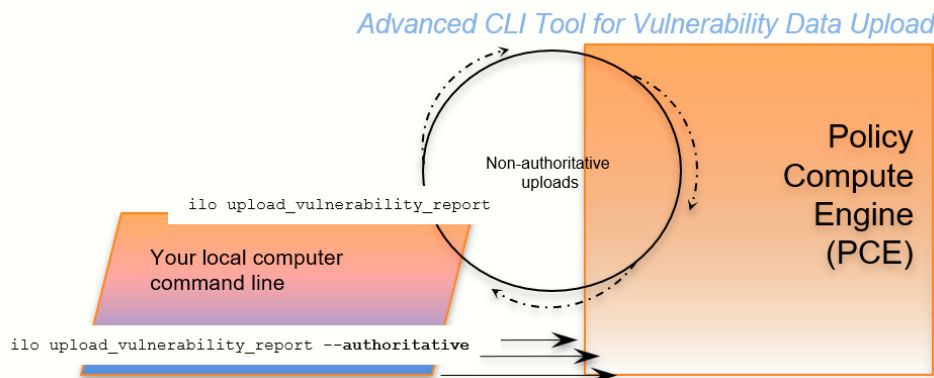 Advanced CLI Tool for Vulnerability Data Upload
Policy
Compute
Engine
(PCE)
Non-authoritative
uploads
ilo upload_vulnerability_report
Your local computer
command line
ilo upload_vulnerability_report --authoritative